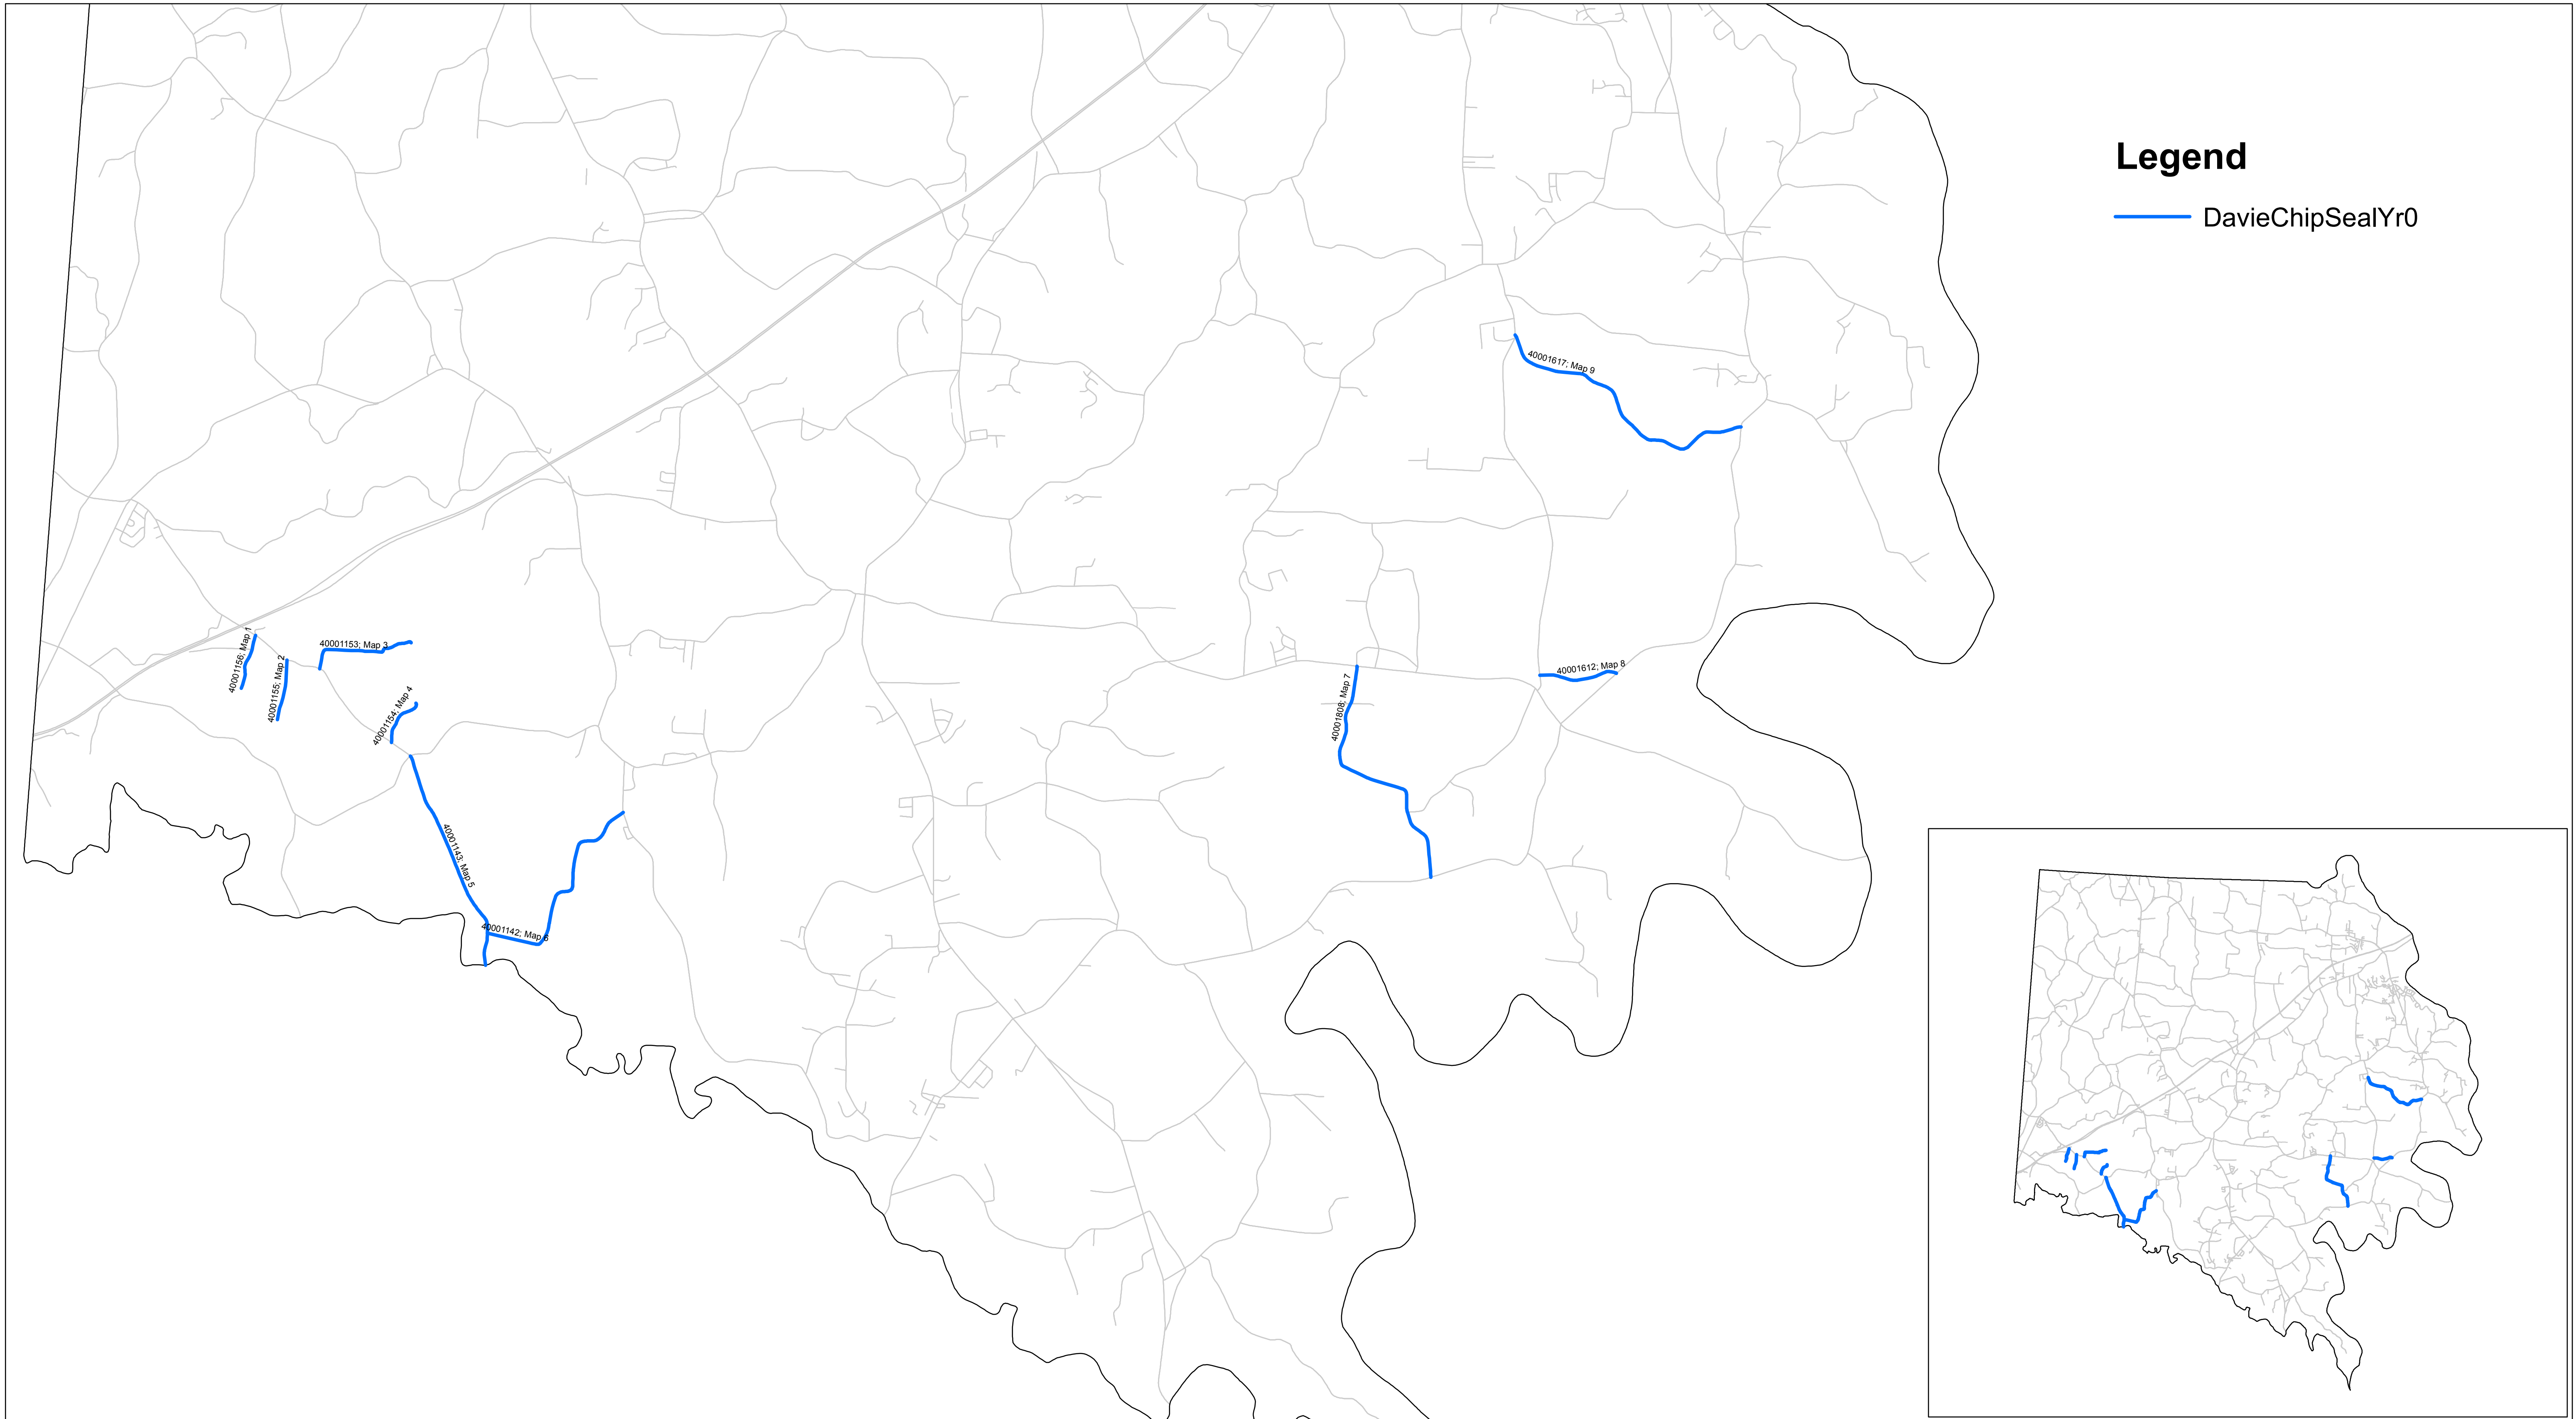 Legend
DavieChipSealYr0
40001617; Map 9
40001156; Map 1
40001155; Map 2
40001153; Map 3
40001154; Map 4
40001612; Map 8
40001808; Map 7
40001143; Map 5
40001142; Map 6